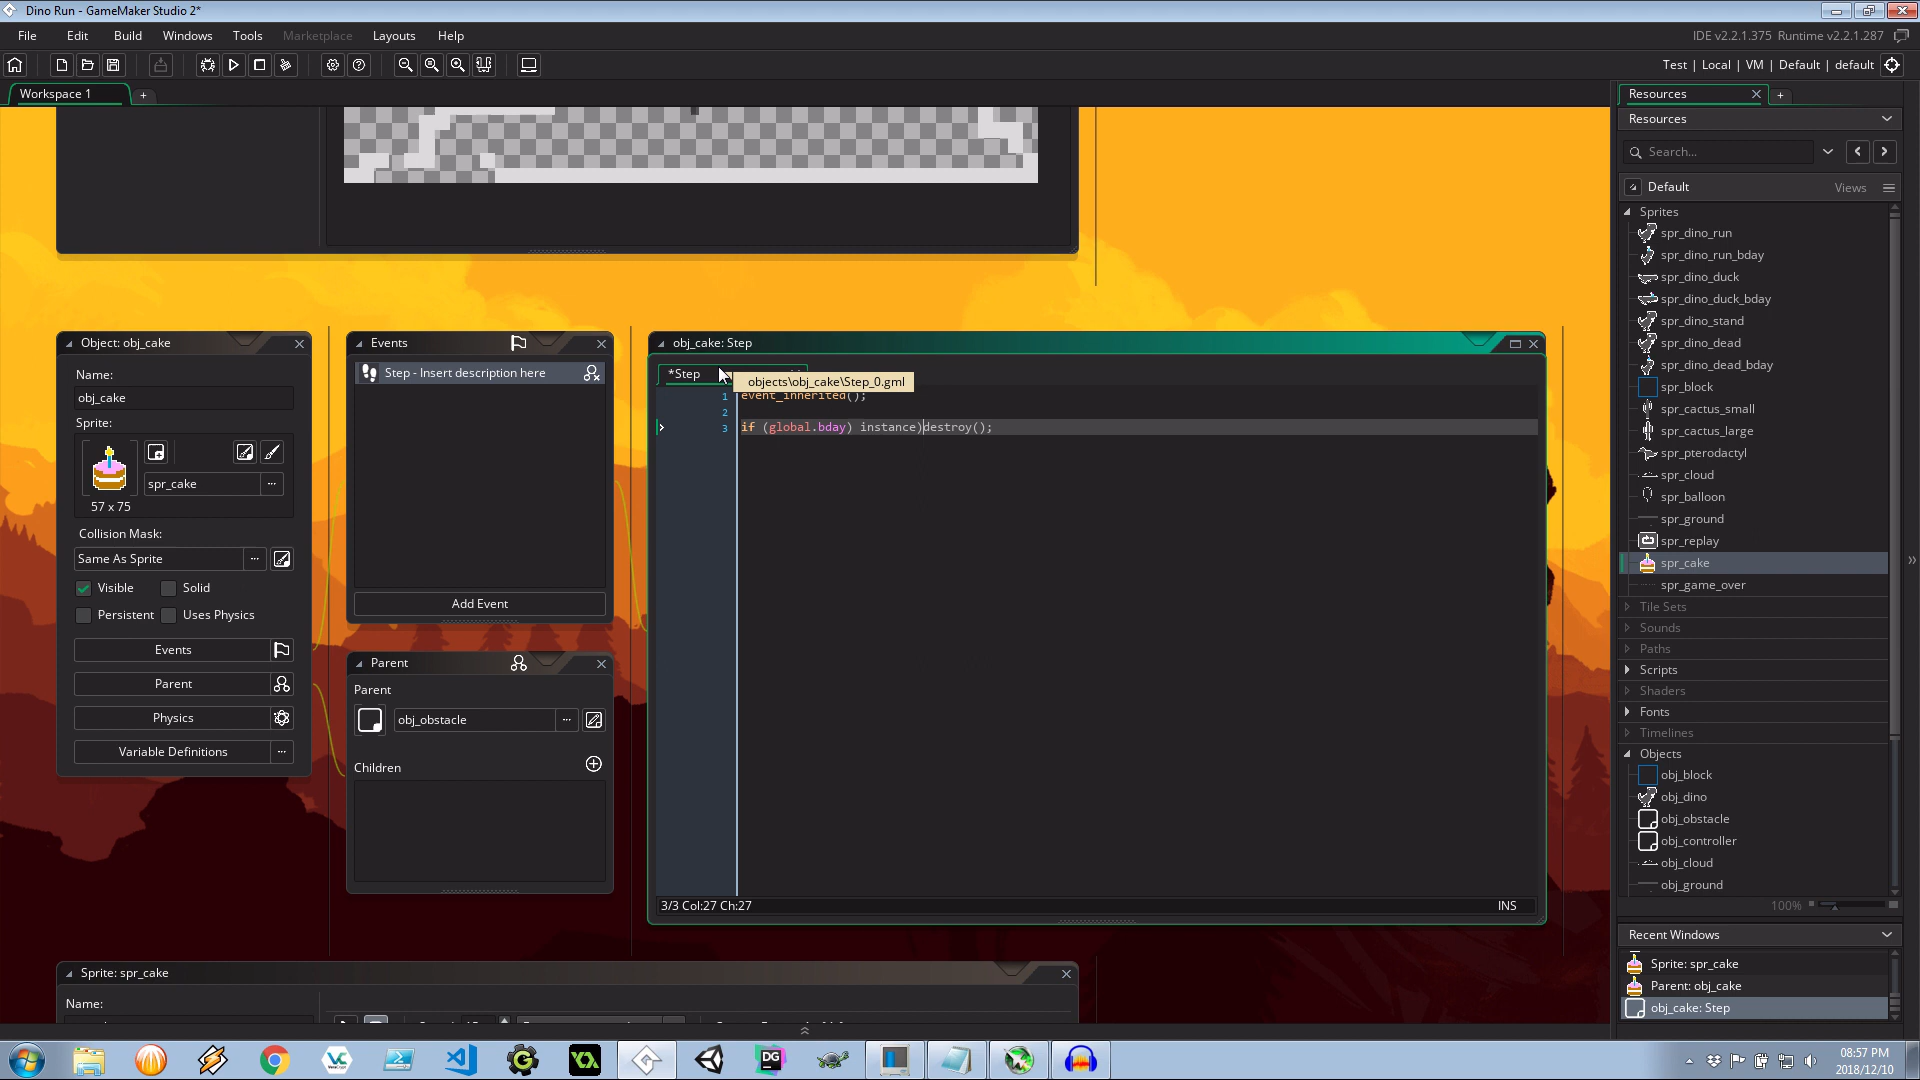 Dino Run - GameMaker Studio 2*
File Edit Build Windows Tools Marketplace Layouts Help
IDE v2.2.1.375 Runtime v2.2.1.287
Test | Local | VM | Default | default
Workspace 1
Resources
Resources
Search...
Default
Views
Sprites
spr_dino_run
spr_dino_run_bday
spr_dino_duck
spr_dino_duck_bday
spr_dino_stand
spr_dino_dead
spr_dino_dead_bday
spr_block
spr_cactus_small
spr_cactus_large
spr_pterodactyl
spr_cloud
spr_balloon
spr_ground
spr_replay
spr_cake
spr_game_over
Tile Sets
Sounds
Paths
Scripts
Shaders
Fonts
Timelines
Objects
obj_block
obj_dino
obj_obstacle
obj_controller
obj_cloud
obj_ground
100%
Recent Windows
Sprite: spr_cake
Parent: obj_cake
obj_cake: Step
Object: obj_cake
Name:
obj_cake
Sprite:
spr_cake
57 x 75
Collision Mask:
Same As Sprite
Visible
Solid
Persistent
Uses Physics
Events
Parent
Physics
Variable Definitions
Events
Step - Insert description here
Add Event
Parent
Parent
obj_obstacle
Children
obj_cake: Step
*Step
objects\obj_cake\Step_0.gml
1 event_inherited();
2
3 if (global.bday) instance)destroy();
3/3 Col:27 Ch:27
INS
Sprite: spr_cake
Name:
08:57 PM
2018/12/10